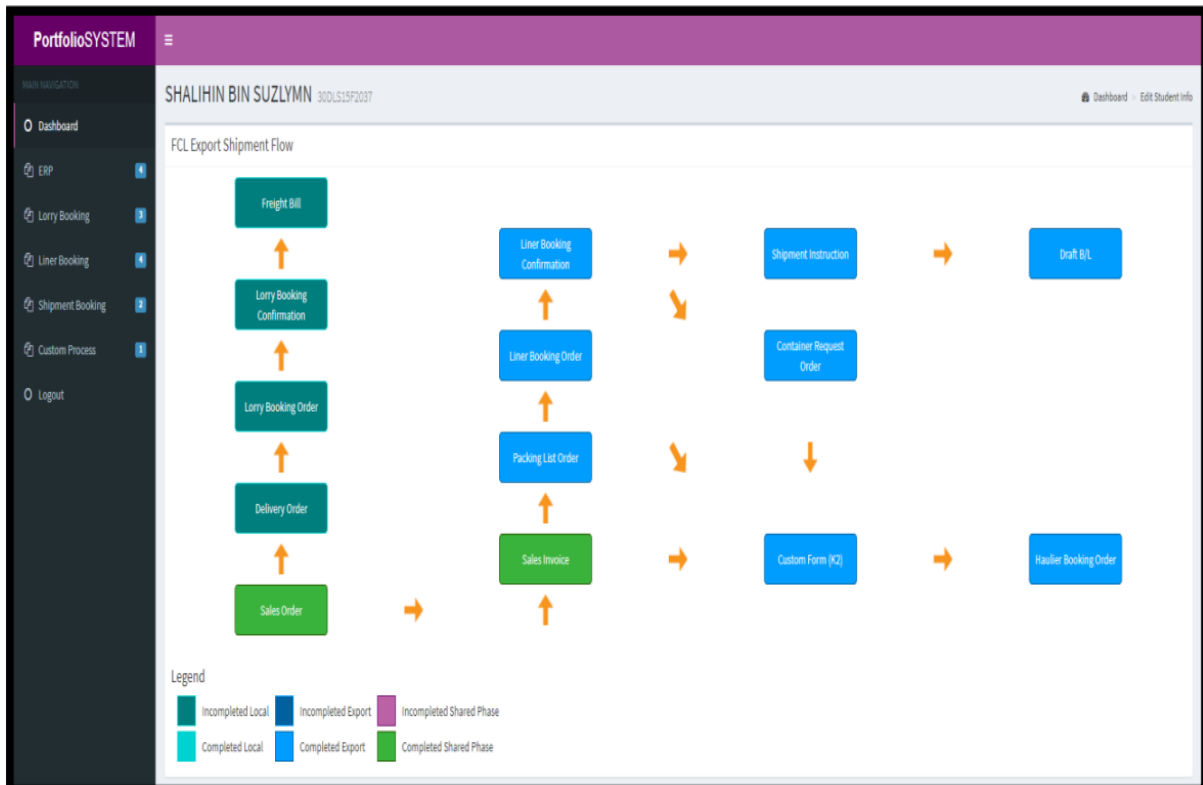 PortfolioSYSTEM
MAIN NAVIGATION
Dashboard
ERP 4
Lorry Booking 3
Liner Booking 4
Shipment Booking 2
Custom Process 1
Logout
SHALIHIN BIN SUZLYMN 30DLS15F2037
Dashboard > Edit Student Info
FCL Export Shipment Flow
Freight Bill
Lorry Booking
Confirmation
Lorry Booking Order
Delivery Order
Sales Order
Liner Booking
Confirmation
Liner Booking Order
Packing List Order
Sales Invoice
Shipment Instruction
Container Request
Order
Custom Form (K2)
Draft B/L
Haulier Booking Order
Legend
Incompleted Local
Incompleted Export
Incompleted Shared Phase
Completed Local
Completed Export
Completed Shared Phase